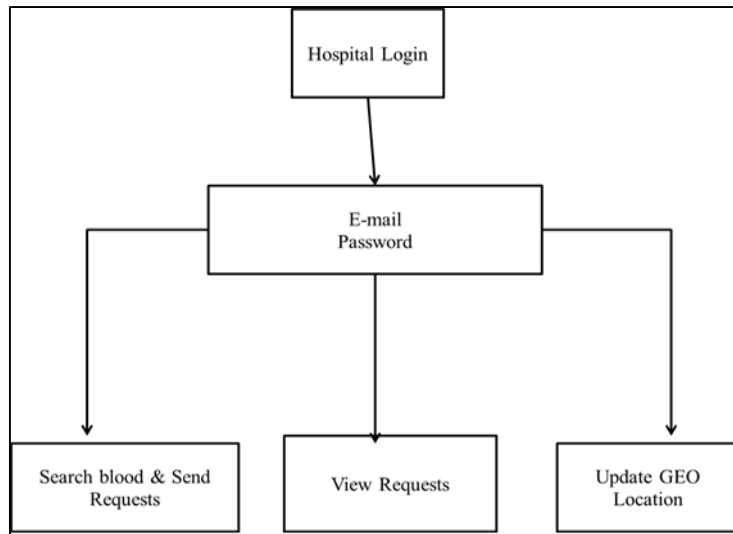 Hospital Login
E-mail
Password
Search blood & Send
Requests
View Requests
Update GEO
Location